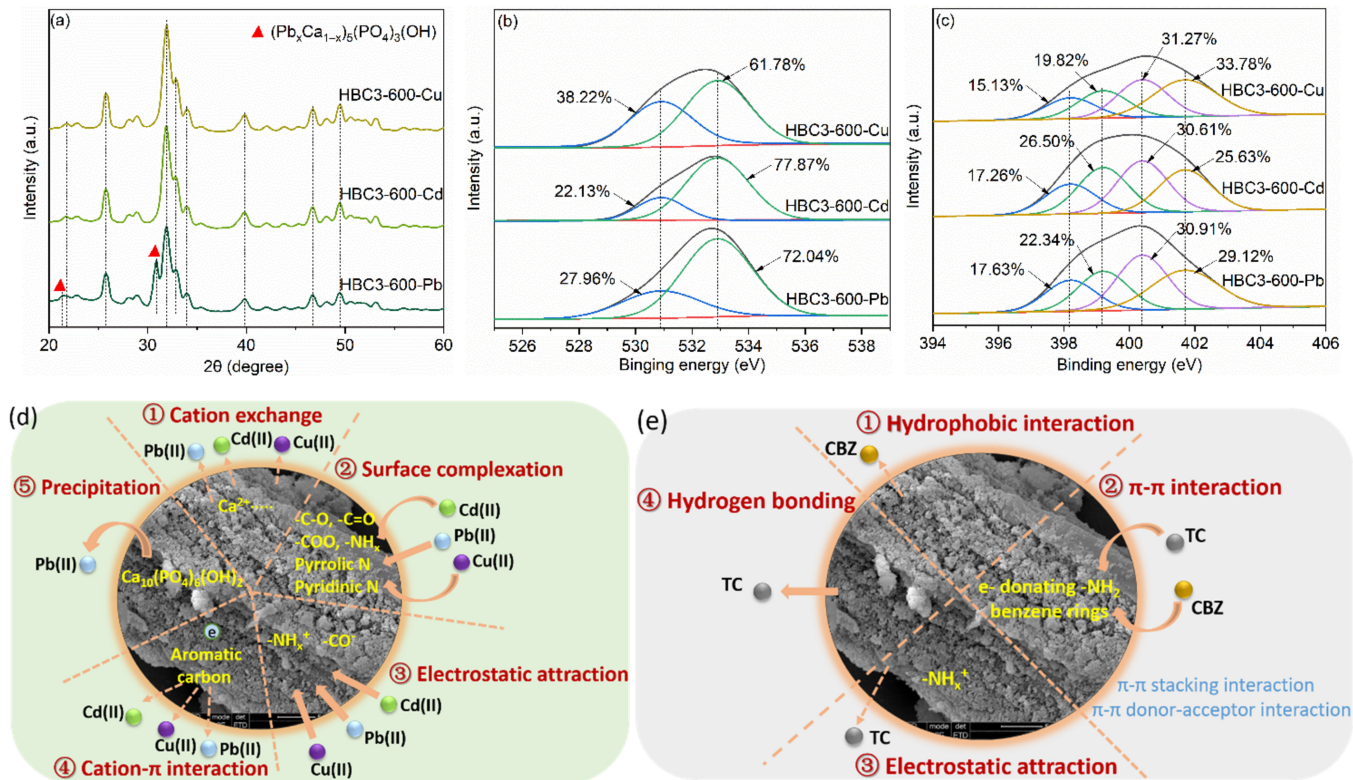 (a)
▲ (PbₓCa₁₋ₓ)₅(PO₄)₃(OH)
HBC3-600-Cu
HBC3-600-Cd
HBC3-600-Pb
Intensity (a.u.)
20 30 40 50 60
2θ (degree)
(b)
61.78%
38.22%
HBC3-600-Cu
77.87%
22.13%
HBC3-600-Cd
72.04%
27.96%
HBC3-600-Pb
Intensity (a.u.)
526 528 530 532 534 536 538
Binging energy (eV)
(c)
31.27%
19.82%
33.78%
15.13%
HBC3-600-Cu
30.61%
26.50%
25.63%
17.26%
HBC3-600-Cd
30.91%
22.34%
29.12%
17.63%
HBC3-600-Pb
Intensity (a.u.)
394 396 398 400 402 404 406
Binding energy (eV)
(d)
① Cation exchange
Pb(II)
Cd(II)
Cu(II)
② Surface complexation
⑤ Precipitation
Ca²⁺
-C-O, -C=O
-COO, -NHₓ
Pyrrolic N
Pyridinic N
Cd(II)
Pb(II)
Cu(II)
Pb(II)
Ca₁₀(PO₄)₆(OH)₂
-NHₓ⁺ -CO⁻
e
Aromatic
carbon
③ Electrostatic attraction
Cd(II)
Cu(II)
Pb(II)
Cd(II)
Pb(II)
Cu(II)
mode det
ETD
④ Cation-π interaction
(e)
① Hydrophobic interaction
CBZ
② π-π interaction
④ Hydrogen bonding
TC
TC
e- donating -NH₂
benzene rings
CBZ
-NHₓ⁺
π-π stacking interaction
π-π donor-acceptor interaction
TC
mode det
ETD
③ Electrostatic attraction